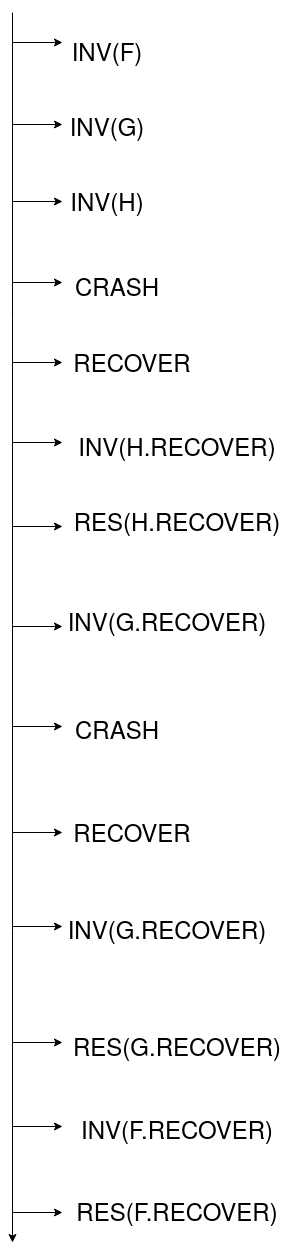 INV(F)
INV(G)
INV(H)
CRASH
RECOVER
INV(H.RECOVER)
RES(H.RECOVER)
INV(G.RECOVER)
CRASH
RECOVER
INV(G.RECOVER)
RES(G.RECOVER)
INV(F.RECOVER)
RES(F.RECOVER)